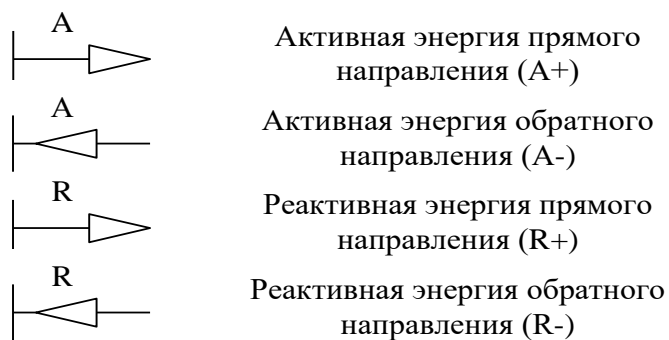 A
Активная энергия прямого
направления (А+)
A
Активная энергия обратного
направления (А-)
R
Реактивная энергия прямого
направления (R+)
R
Реактивная энергия обратного
направления (R-)